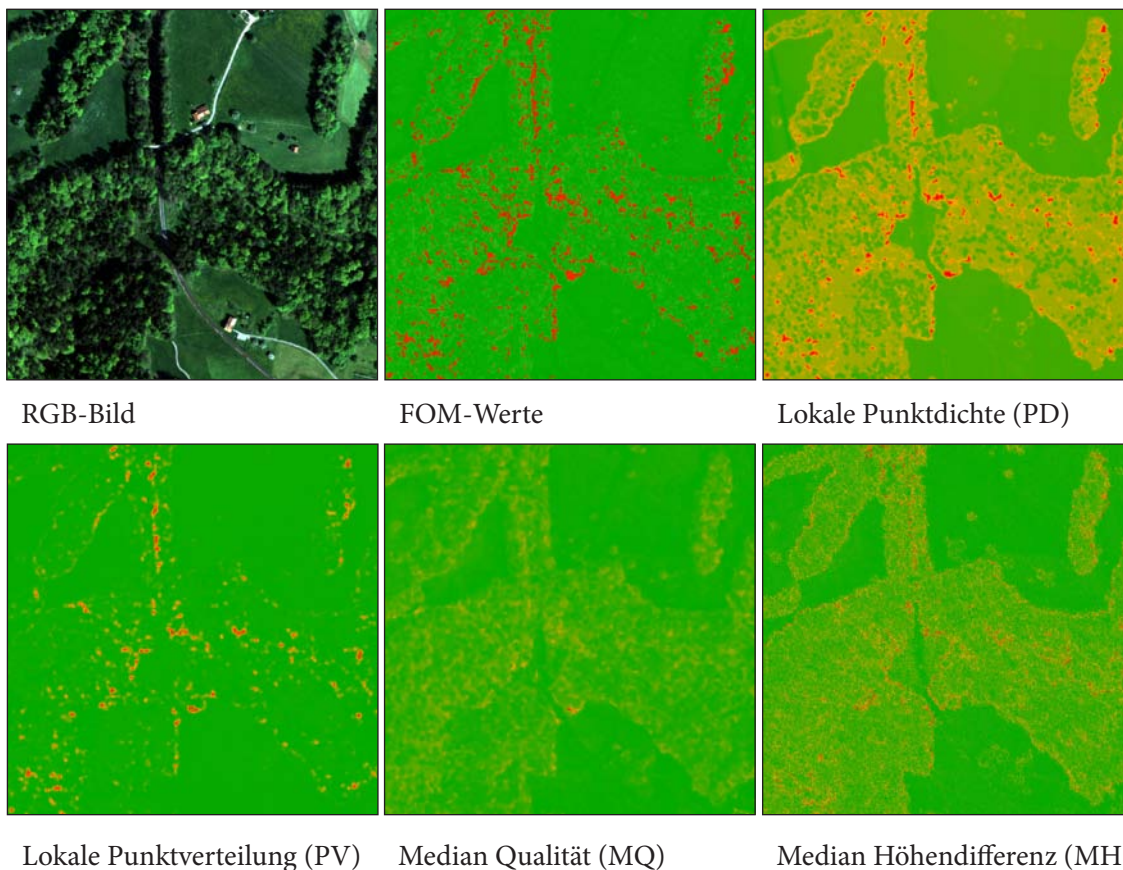 RGB-Bild
FOM-Werte
Lokale Punktdichte (PD)
Lokale Punktverteilung (PV)
Median Qualität (MQ)
Median Höhendifferenz (MH